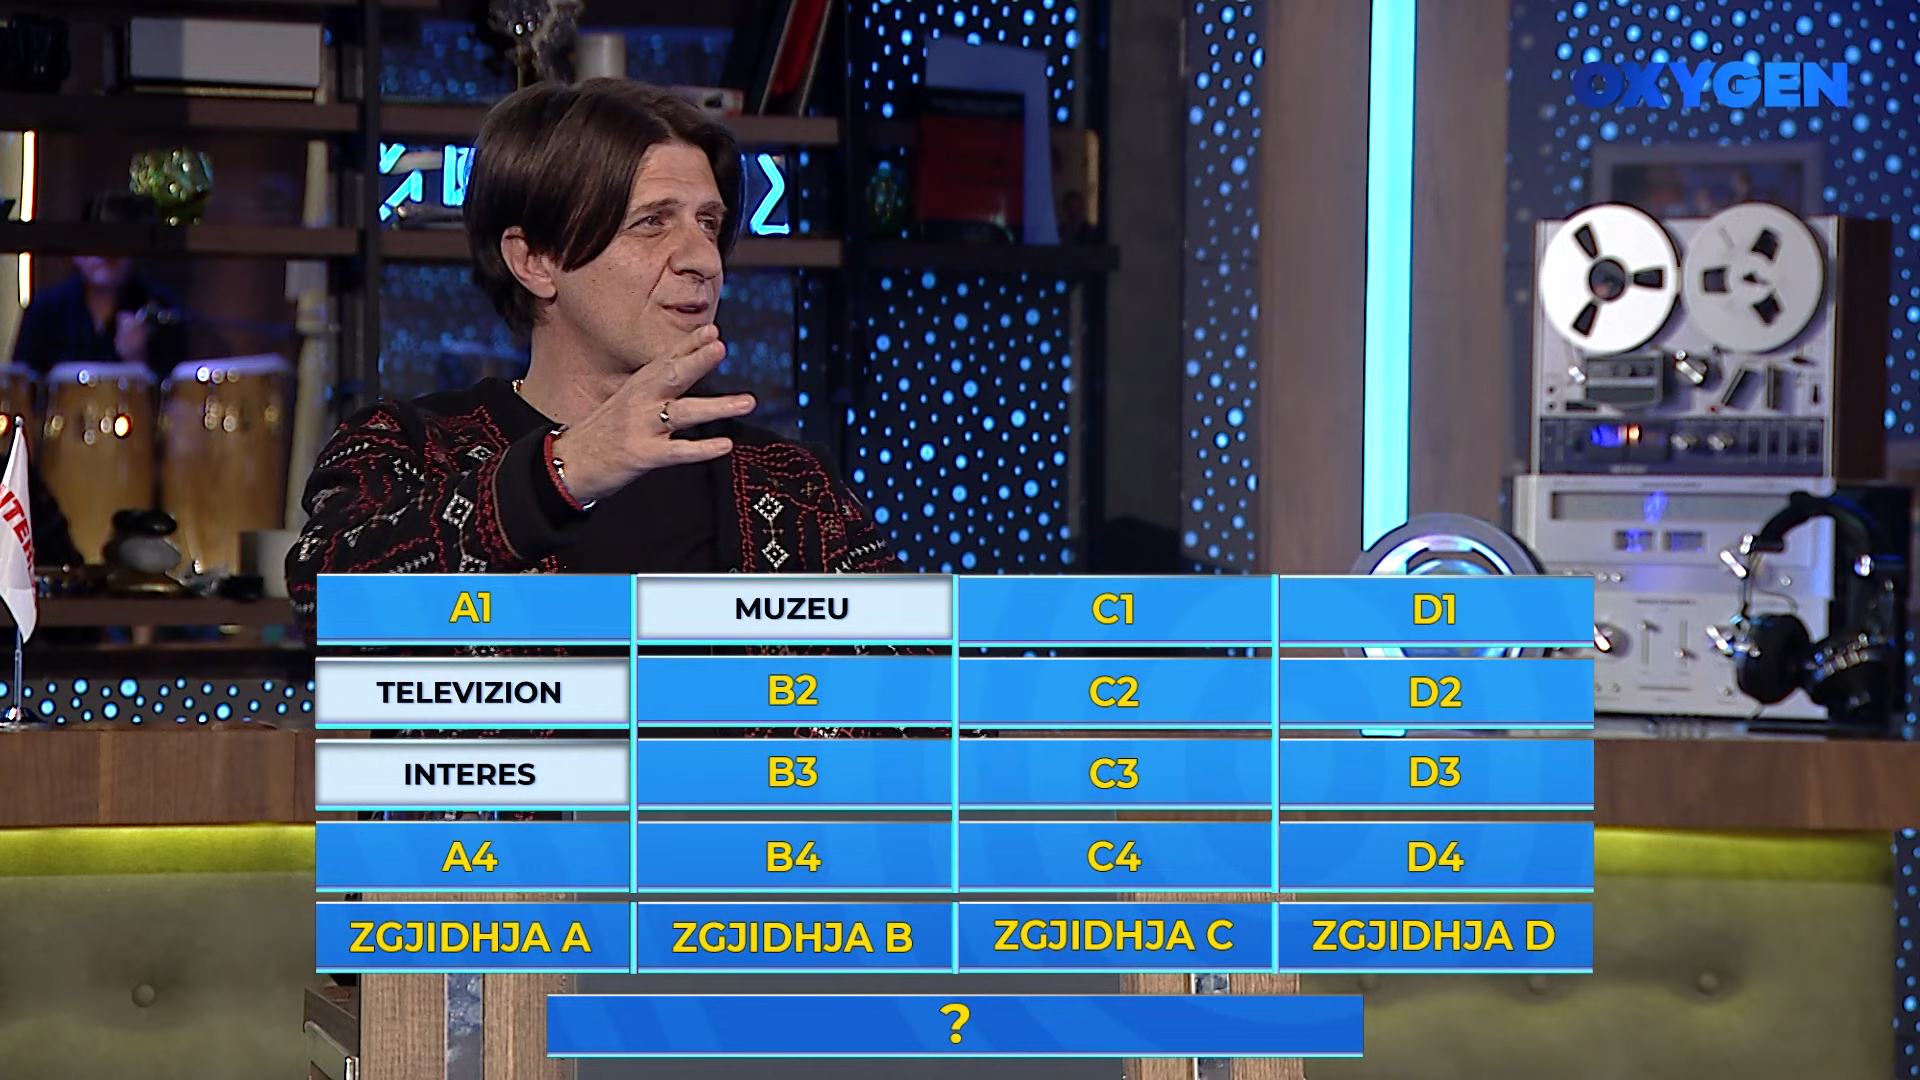 OXYGEN
A1 MUZEU C1 D1
TELEVIZION B2 C2 D2
INTERES B3 C3 D3
A4 B4 C4 D4
ZGJIDHJA A ZGJIDHJA B ZGJIDHJA C ZGJIDHJA D
?